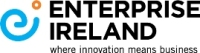 ENTERPRISE
IRELAND
where innovation means business